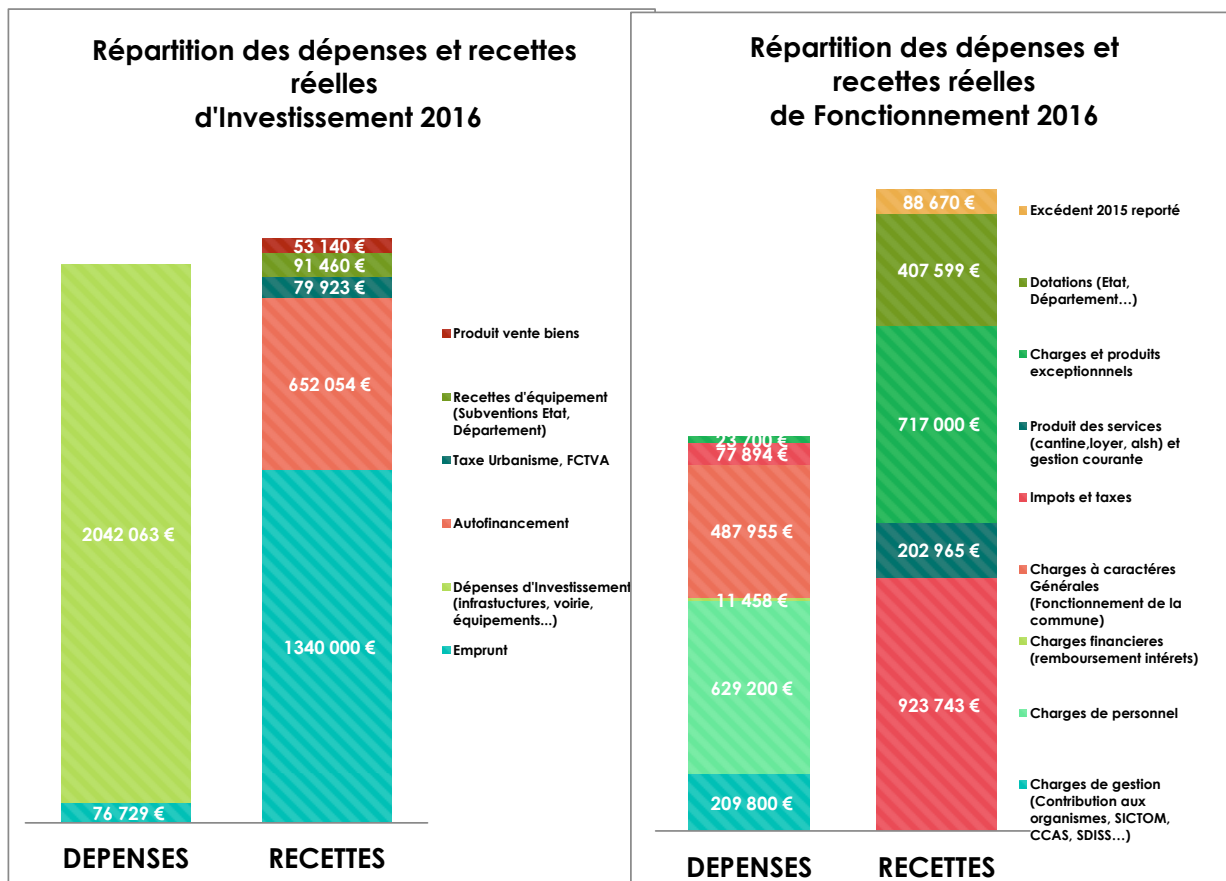 Répartition des dépenses et recettes
réelles
d'Investissement 2016
53 140 €
91 460 €
79 923 €
652 054 €
1340 000 €
2042 063 €
76 729 €
DEPENSES
RECETTES
Produit vente biens
Recettes d'équipement
(Subventions Etat,
Département)
Taxe Urbanisme, FCTVA
Autofinancement
Dépenses d'Investissement
(infrastuctures, voirie,
équipements...)
Emprunt
Répartition des dépenses et
recettes réelles
de Fonctionnement 2016
88 670 €
407 599 €
717 000 €
202 965 €
923 743 €
23 700 €
77 894 €
487 955 €
11 458 €
629 200 €
209 800 €
DEPENSES
RECETTES
Excédent 2015 reporté
Dotations (Etat,
Département…)
Charges et produits
exceptionnnels
Produit des services
(cantine,loyer, alsh) et
gestion courante
Impots et taxes
Charges à caractéres
Générales
(Fonctionnement de la
commune)
Charges financieres
(remboursement intérets)
Charges de personnel
Charges de gestion
(Contribution aux
organismes, SICTOM,
CCAS, SDISS…)